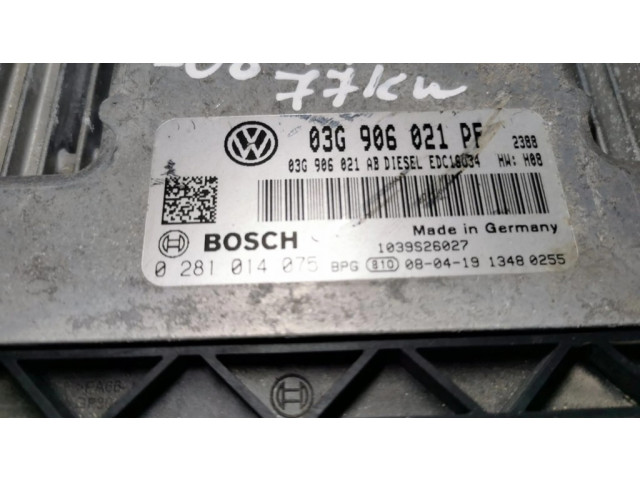 77kw
03G 906 021 PF 2388
03G 906 021 AB DIESEL EDC16U34 HW: H08
Made in Germany
BOSCH 1039S26027
0 281 014 075 BPG 810 08-04-19 1348 0255